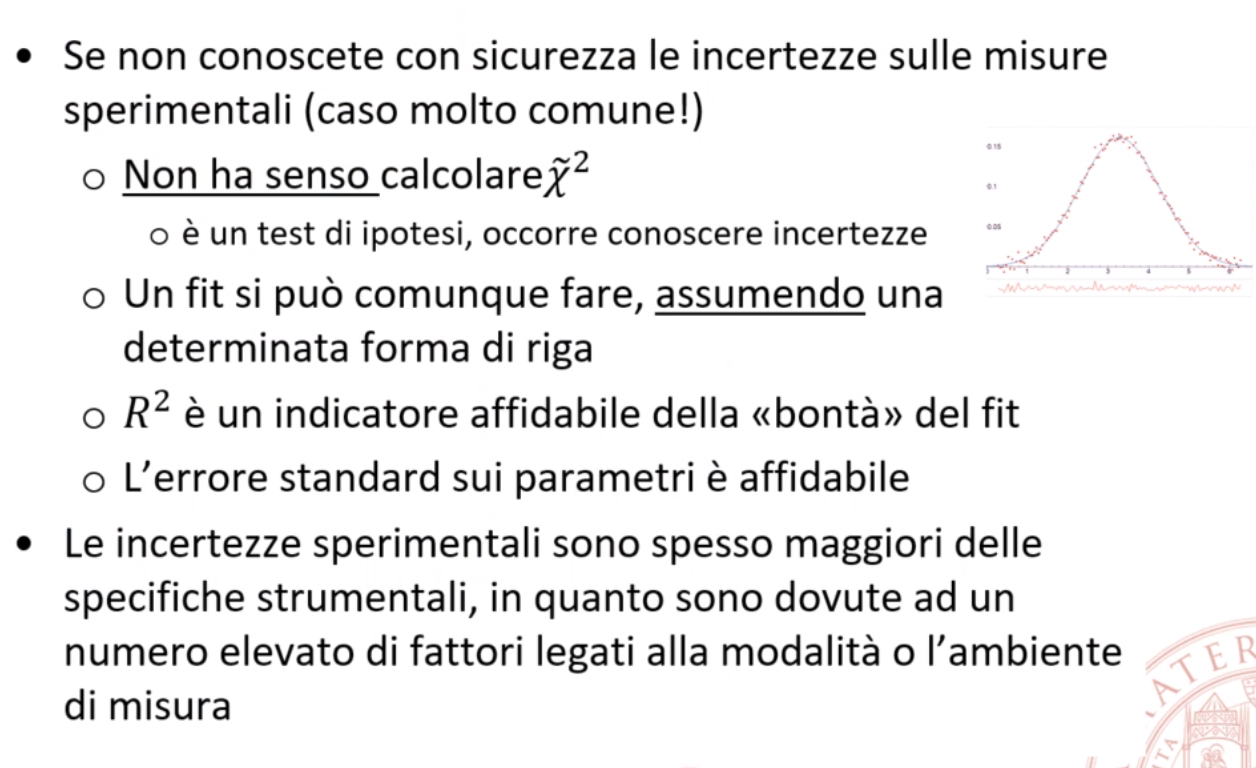 • Se non conoscete con sicurezza le incertezze sulle misure
sperimentali (caso molto comune!)
o Non ha senso calcolare χ̃²
o è un test di ipotesi, occorre conoscere incertezze
o Un fit si può comunque fare, assumendo una
determinata forma di riga
o R² è un indicatore affidabile della «bontà» del fit
o L’errore standard sui parametri è affidabile
• Le incertezze sperimentali sono spesso maggiori delle
specifiche strumentali, in quanto sono dovute ad un
numero elevato di fattori legati alla modalità o l’ambiente
di misura
0.15
0.1
0.05
1 2 3 4 5 6
ATER